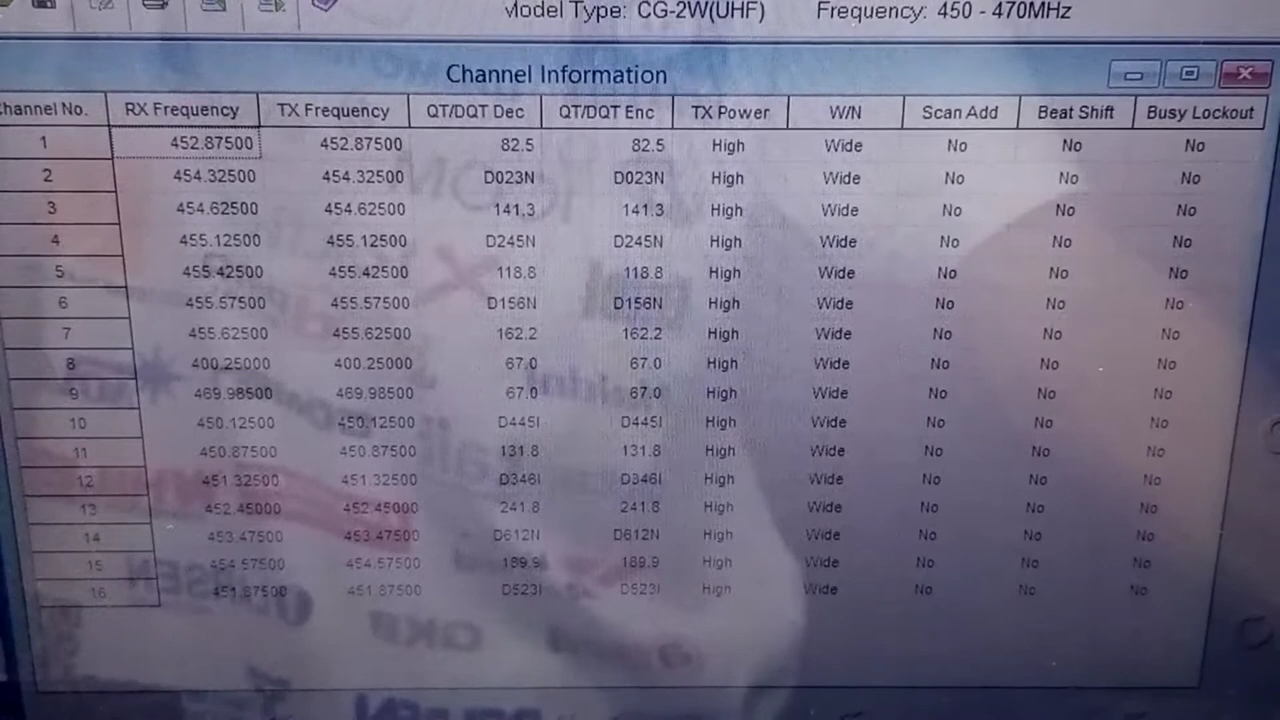 Model Type: CG-2W(UHF) Frequency: 450 - 470MHz
Channel Information
Channel No. RX Frequency TX Frequency QT/DQT Dec QT/DQT Enc TX Power W/N Scan Add Beat Shift Busy Lockout
1 452.87500 452.87500 82.5 82.5 High Wide No No No
2 454.32500 454.32500 D023N D023N High Wide No No No
3 454.62500 454.62500 141.3 141.3 High Wide No No No
4 455.12500 455.12500 D245N D245N High Wide No No No
5 455.42500 455.42500 118.8 118.8 High Wide No No No
6 455.57500 455.57500 D156N D156N High Wide No No No
7 455.62500 455.62500 162.2 162.2 High Wide No No No
8 400.25000 400.25000 67.0 67.0 High Wide No No No
9 469.98500 469.98500 67.0 67.0 High Wide No No No
10 450.12500 450.12500 D445I D445I High Wide No No No
11 450.87500 450.87500 131.8 131.8 High Wide No No No
12 451.32500 451.32500 D346I D346I High Wide No No No
13 452.45000 452.45000 241.8 241.8 High Wide No No No
14 453.47500 453.47500 D612N D612N High Wide No No No
15 454.57500 454.57500 189.9 189.9 High Wide No No No
16 451.87500 451.87500 D523I D523I High Wide No No No